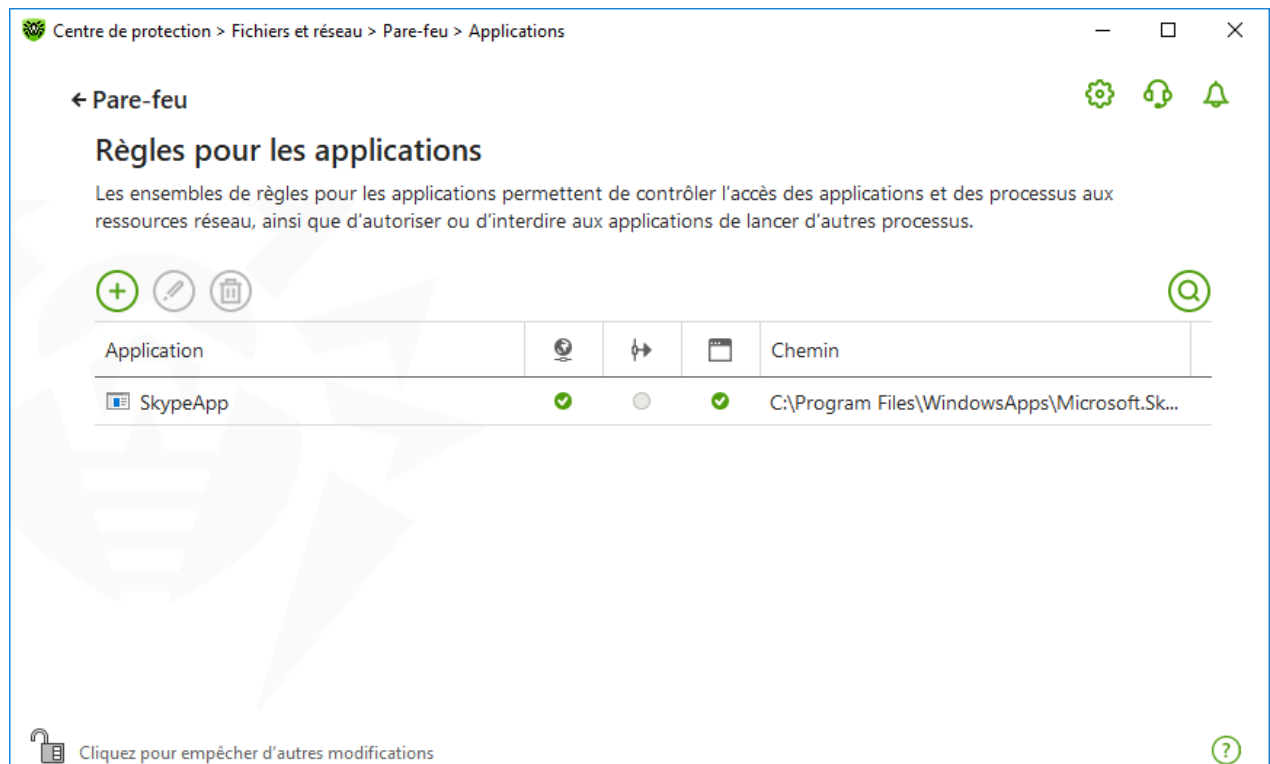 Centre de protection > Fichiers et réseau > Pare-feu > Applications
Pare-feu
Règles pour les applications
Les ensembles de règles pour les applications permettent de contrôler l'accès des applications et des processus aux
ressources réseau, ainsi que d'autoriser ou d'interdire aux applications de lancer d'autres processus.
Application Chemin
SkypeApp C:\Program Files\WindowsApps\Microsoft.Sk...
Cliquez pour empêcher d'autres modifications
?